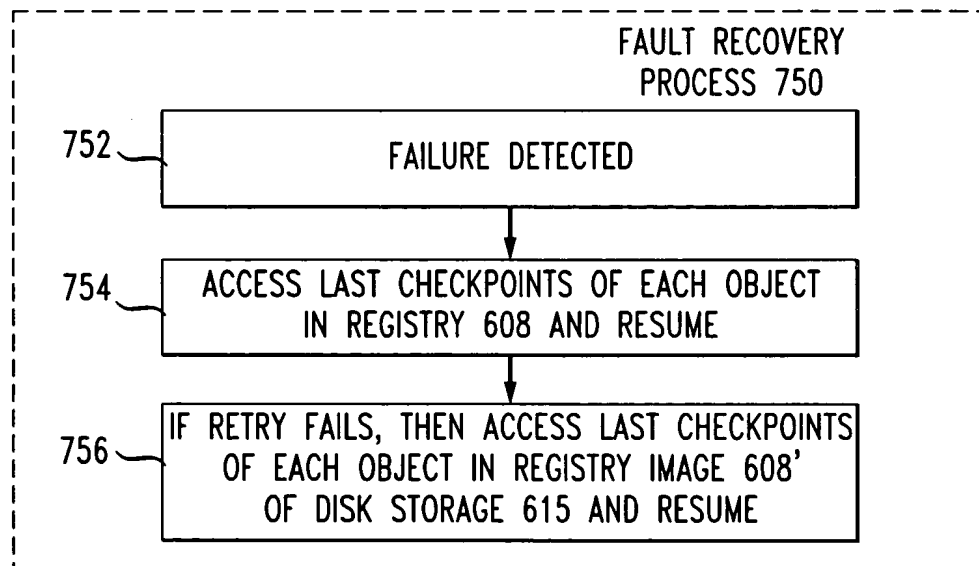 FAULT RECOVERY
PROCESS 750
752
FAILURE DETECTED
754
ACCESS LAST CHECKPOINTS OF EACH OBJECT
IN REGISTRY 608 AND RESUME
756
IF RETRY FAILS, THEN ACCESS LAST CHECKPOINTS
OF EACH OBJECT IN REGISTRY IMAGE 608'
OF DISK STORAGE 615 AND RESUME